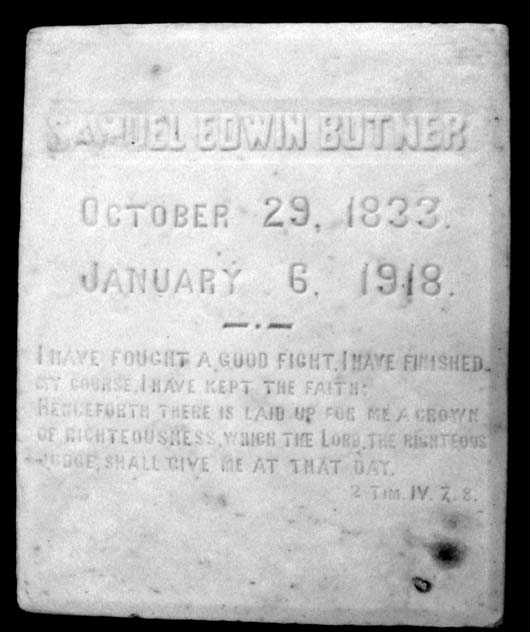 SAMUEL EDWIN BUTNER
OCTOBER 29, 1833.
JANUARY 6, 1918.
I HAVE FOUGHT A GOOD FIGHT, I HAVE FINISHED
MY COURSE, I HAVE KEPT THE FAITH:
HENCEFORTH THERE IS LAID UP FOR ME A CROWN
OF RIGHTEOUSNESS, WHICH THE LORD, THE RIGHTEOUS
JUDGE, SHALL GIVE ME AT THAT DAY.
2 TIM. IV. 7. 8.